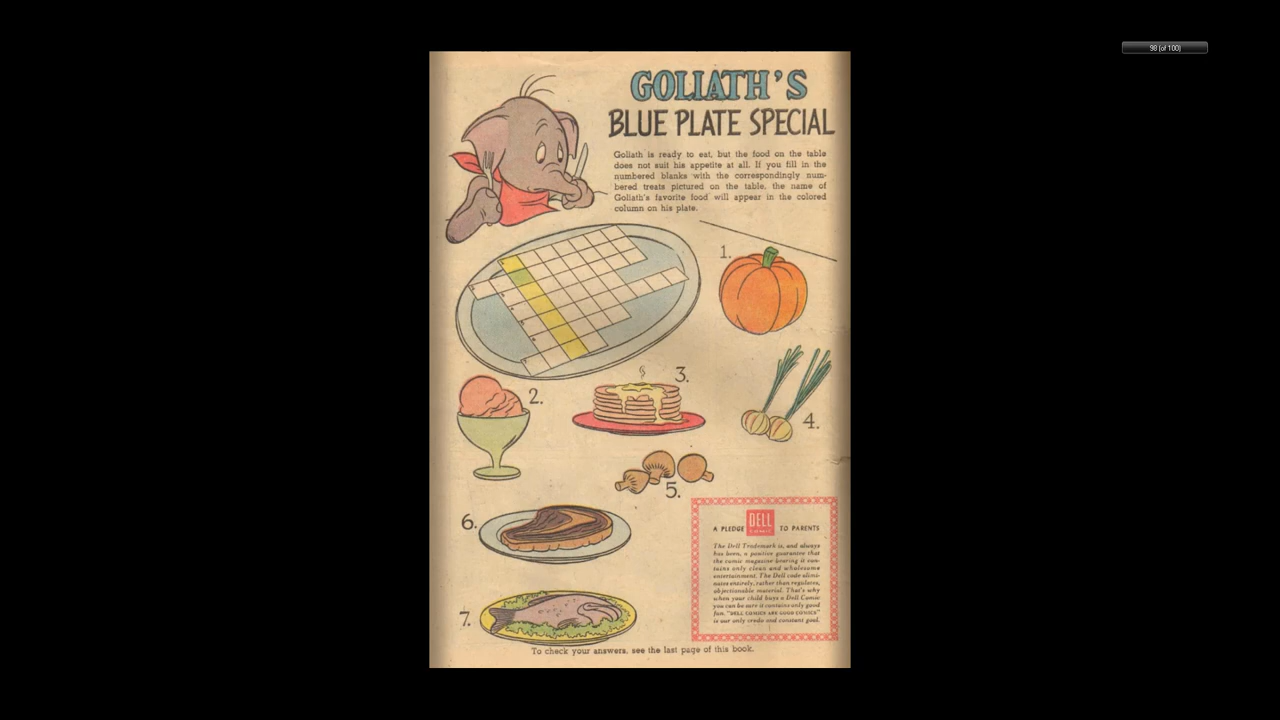 98 (of 100)
GOLIATH'S
BLUE PLATE SPECIAL
Goliath is ready to eat, but the food on the table
does not suit his appetite at all. If you fill in the
numbered blanks with the correspondingly num-
bered treats pictured on the table, the name of
Goliath's favorite food will appear in the colored
column on his plate.
1.
2.
3.
4.
5.
6.
7.
A PLEDGE DELL COMICS TO PARENTS
The Dell Trademark is, and always
has been, a positive guarantee that
the comic magazine bearing it con-
tains only clean and wholesome
entertainment. The Dell code elimi-
nates entirely, rather than regulates,
objectionable material. That's why
when your child buys a Dell Comic
you can be sure it contains only good
fun. "DELL COMICS ARE GOOD COMICS"
is our only credo and constant goal.
To check your answers, see the last page of this book.